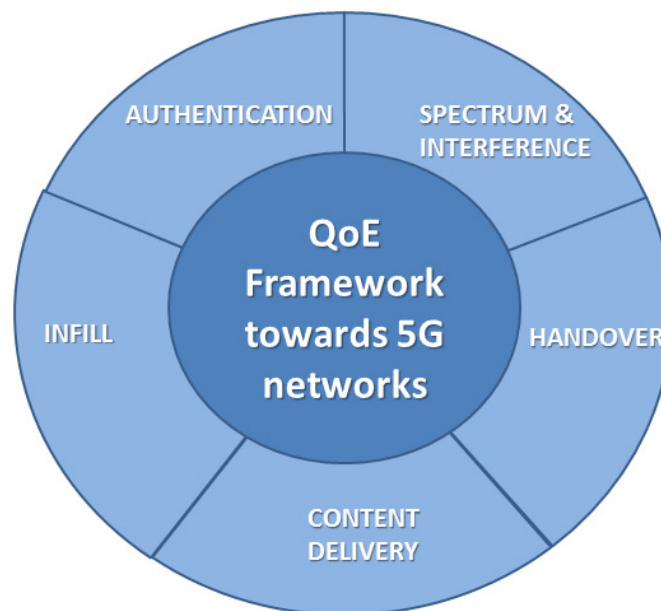 AUTHENTICATION
SPECTRUM &
INTERFERENCE
QoE
Framework
towards 5G
networks
INFILL
HANDOVER
CONTENT
DELIVERY